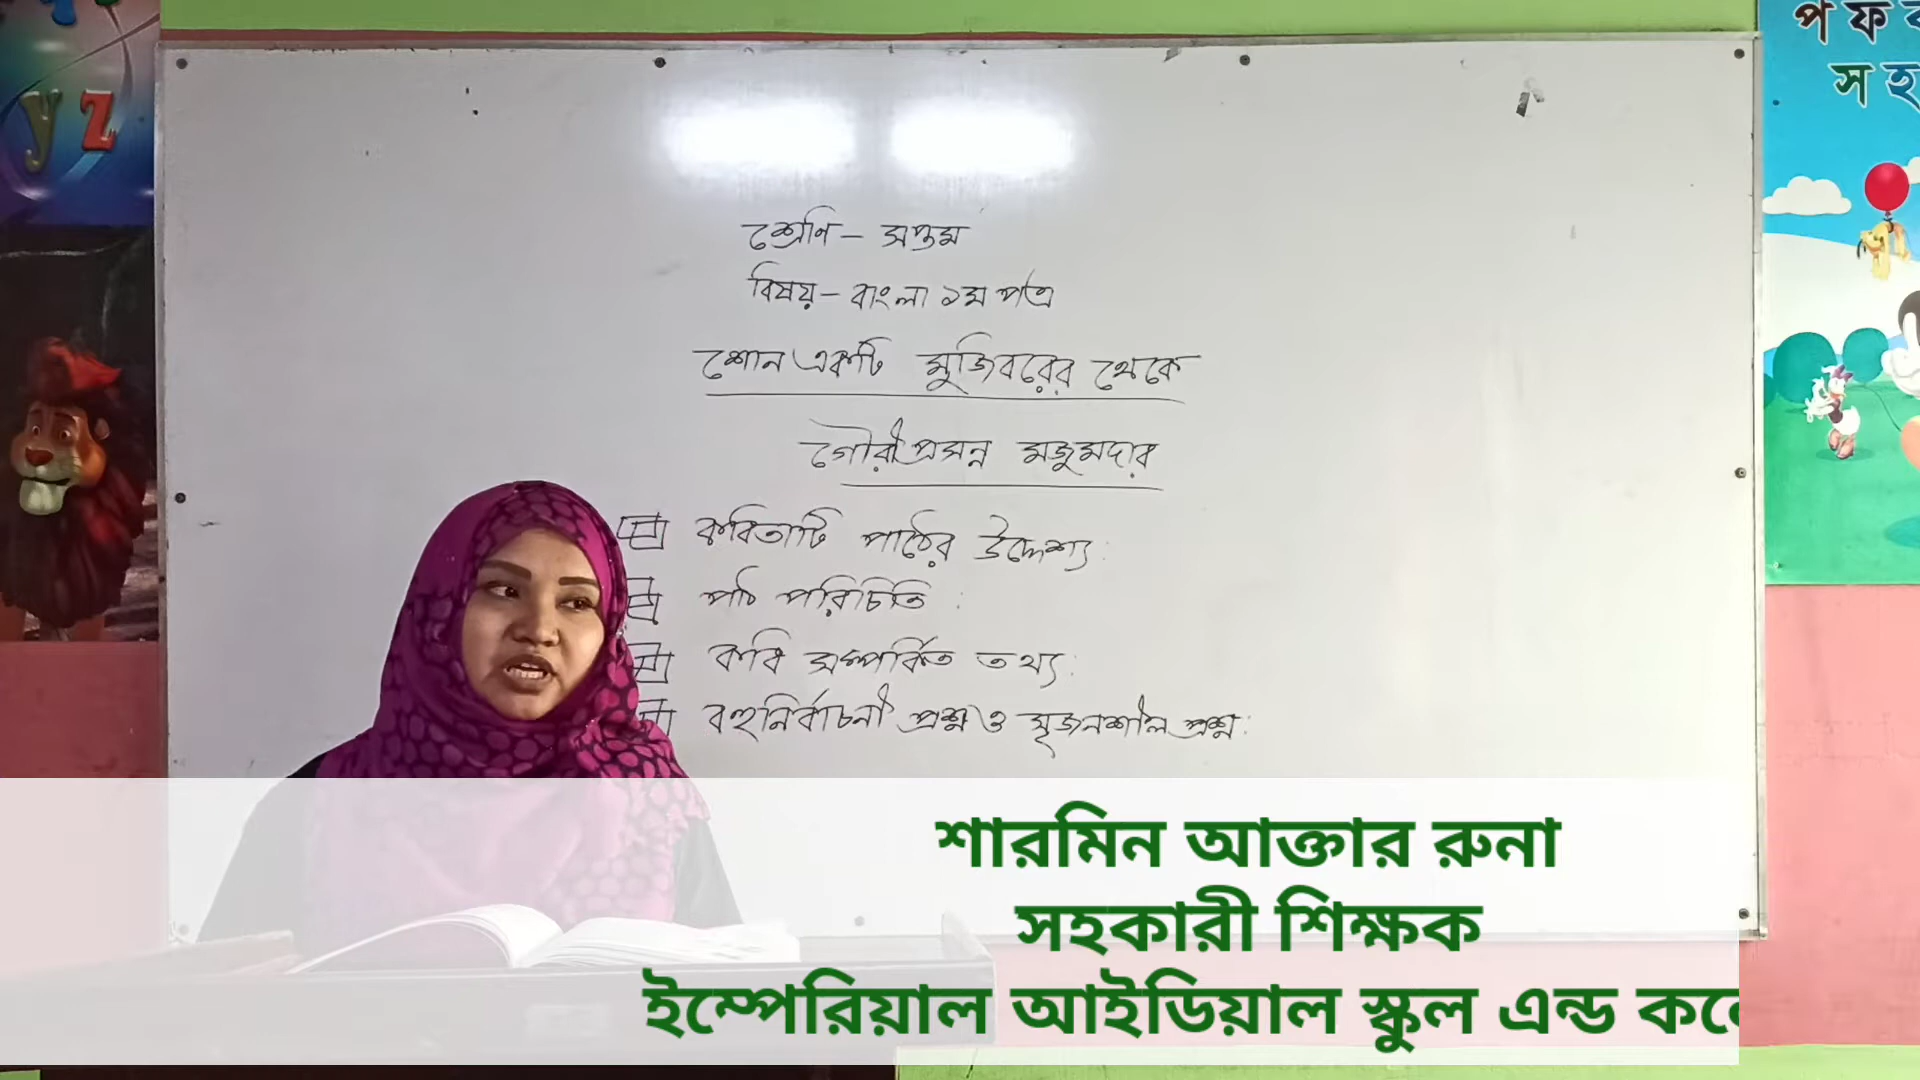 y z
প ফ
স হ
শ্রেণি - সপ্তম
বিষয় - বাংলা ১ম পত্র
শোন একটি মুজিবরের থেকে
গৌরীপ্রসন্ন মজুমদার
কবিতাটি পাঠের উদ্দেশ্য:
পাঠ পরিচিতি:
কবি সম্পর্কিত তথ্য:
বহুনির্বাচনী প্রশ্ন ও সৃজনশীল প্রশ্ন:
শারমিন আক্তার রুনা
সহকারী শিক্ষক
ইম্পেরিয়াল আইডিয়াল স্কুল এন্ড